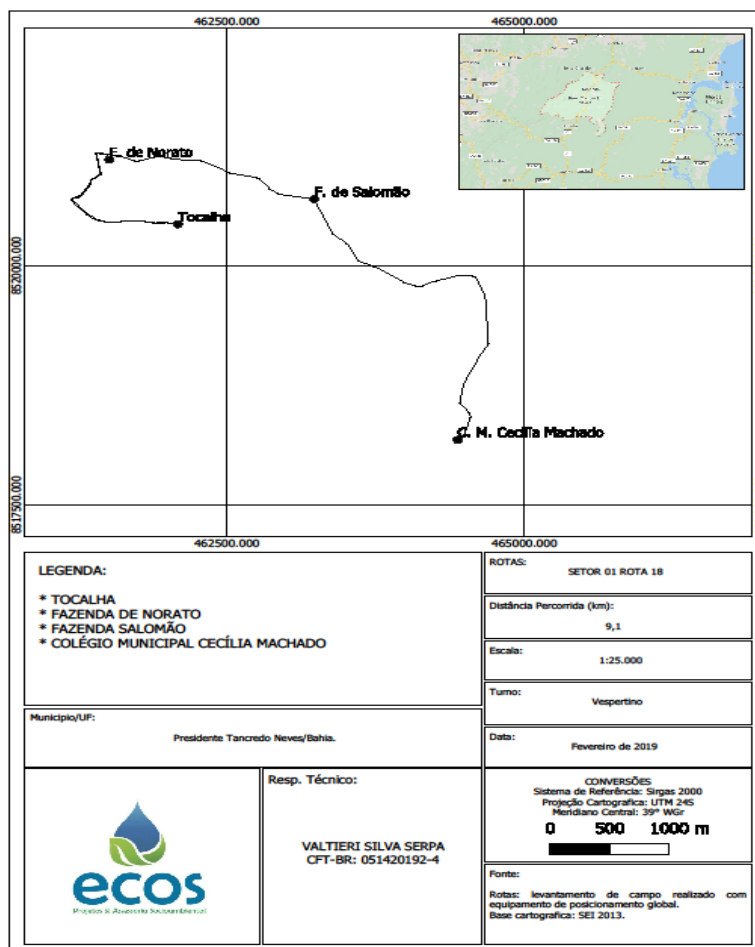 462500.000
465000.000
8520000.000
8517500.000
F. de Norato
F. de Salomão
Tocalha
C. M. Cecília Machado
462500.000
465000.000
LEGENDA:
* TOCALHA
* FAZENDA DE NORATO
* FAZENDA SALOMÃO
* COLÉGIO MUNICIPAL CECÍLIA MACHADO
ROTAS:
SETOR 01 ROTA 18
Distância Percorrida (km):
9,1
Escala:
1:25.000
Turno:
Vespertino
Município/UF:
Presidente Tancredo Neves/Bahia.
Data:
Fevereiro de 2019
ecos
Projetos & Assessoria Socioambiental
Resp. Técnico:
VALTIERI SILVA SERPA
CFT-BR: 051420192-4
CONVERSÕES
Sistema de Referência: Sirgas 2000
Projeção Cartografica: UTM 24S
Meridiano Central: 39° WGr
0 500 1000 m
Fonte:
Rotas: levantamento de campo realizado com
equipamento de posicionamento global.
Base cartografica: SEI 2013.